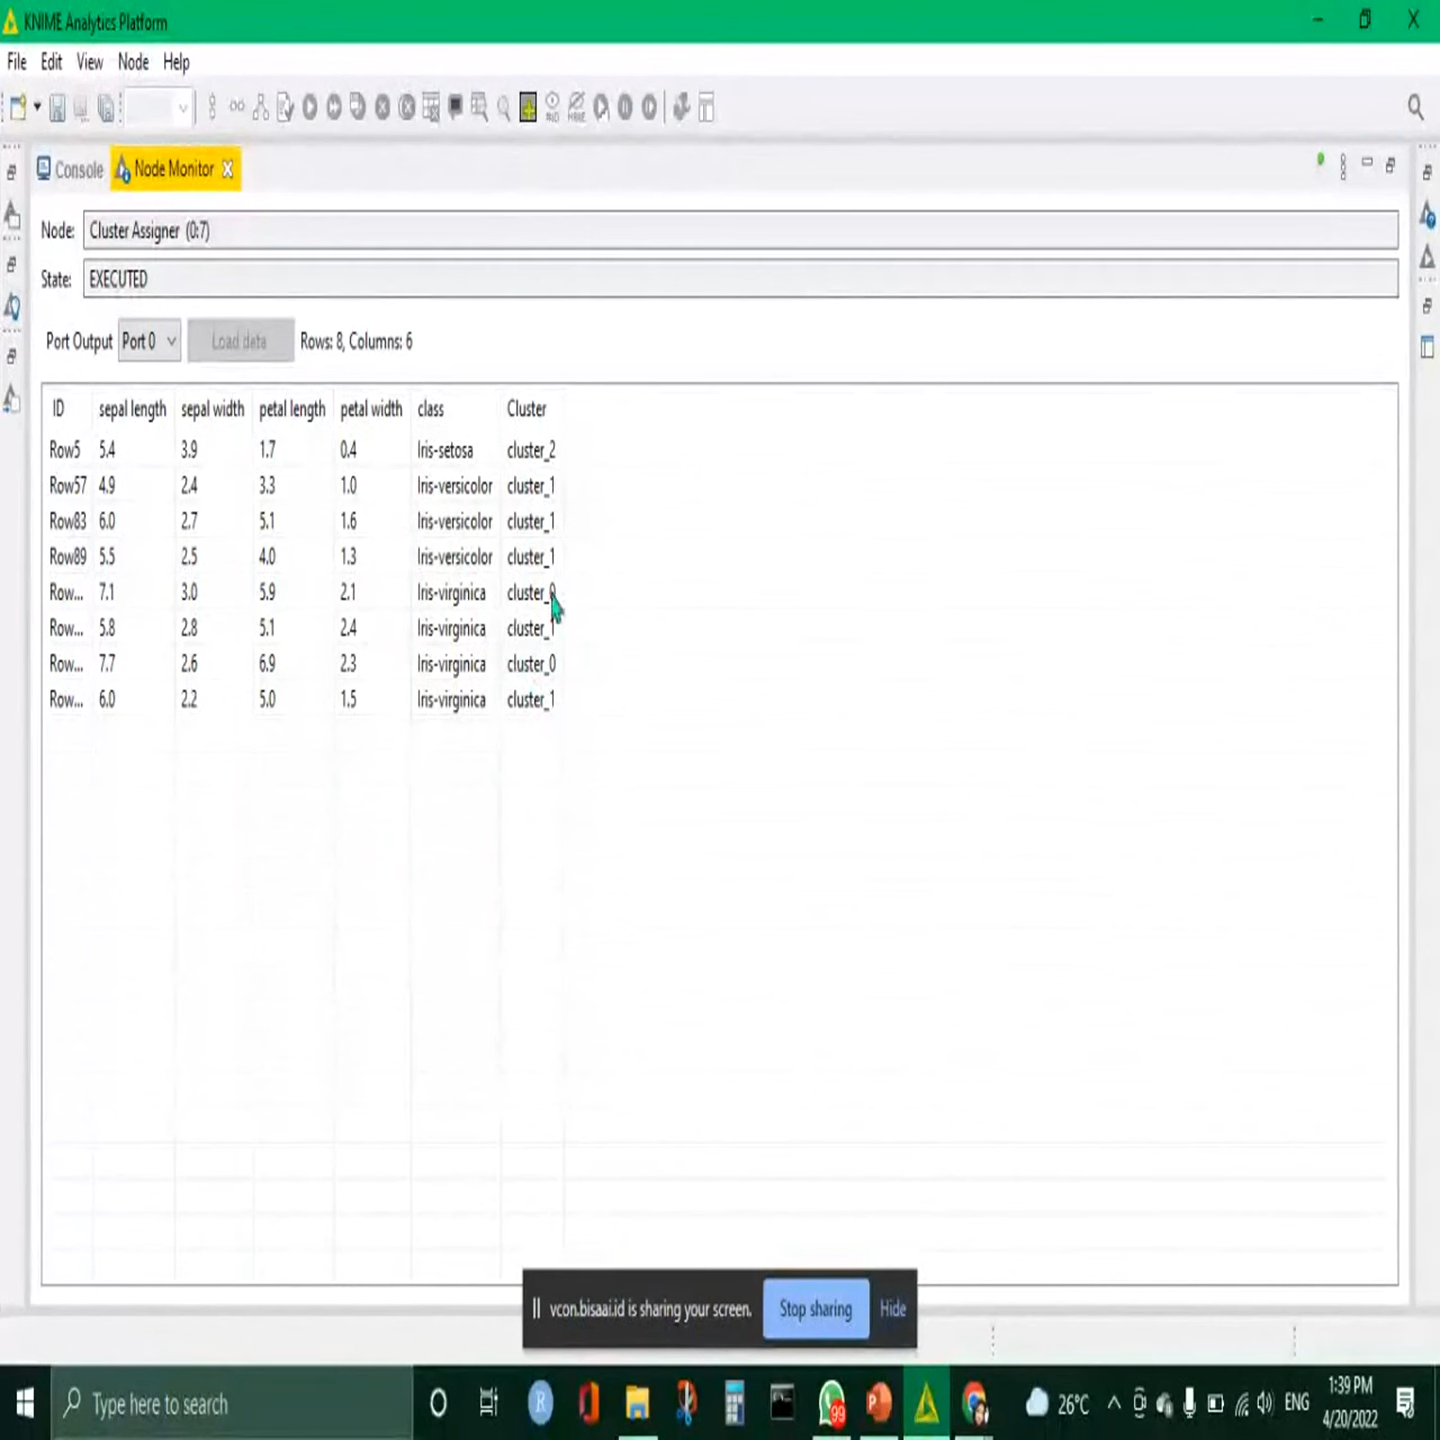 KNIME Analytics Platform
File Edit View Node Help
Console Node Monitor
Node: Cluster Assigner (0:7)
State: EXECUTED
Port Output Port 0 Load data Rows: 8, Columns: 6
ID sepal length sepal width petal length petal width class Cluster
Row5 5.4 3.9 1.7 0.4 Iris-setosa cluster_2
Row57 4.9 2.4 3.3 1.0 Iris-versicolor cluster_1
Row83 6.0 2.7 5.1 1.6 Iris-versicolor cluster_1
Row89 5.5 2.5 4.0 1.3 Iris-versicolor cluster_1
Row... 7.1 3.0 5.9 2.1 Iris-virginica cluster_0
Row... 5.8 2.8 5.1 2.4 Iris-virginica cluster_1
Row... 7.7 2.6 6.9 2.3 Iris-virginica cluster_0
Row... 6.0 2.2 5.0 1.5 Iris-virginica cluster_1
vcon.bisaai.id is sharing your screen. Stop sharing Hide
Type here to search R 99 P 26°C ENG 1:39 PM
4/20/2022